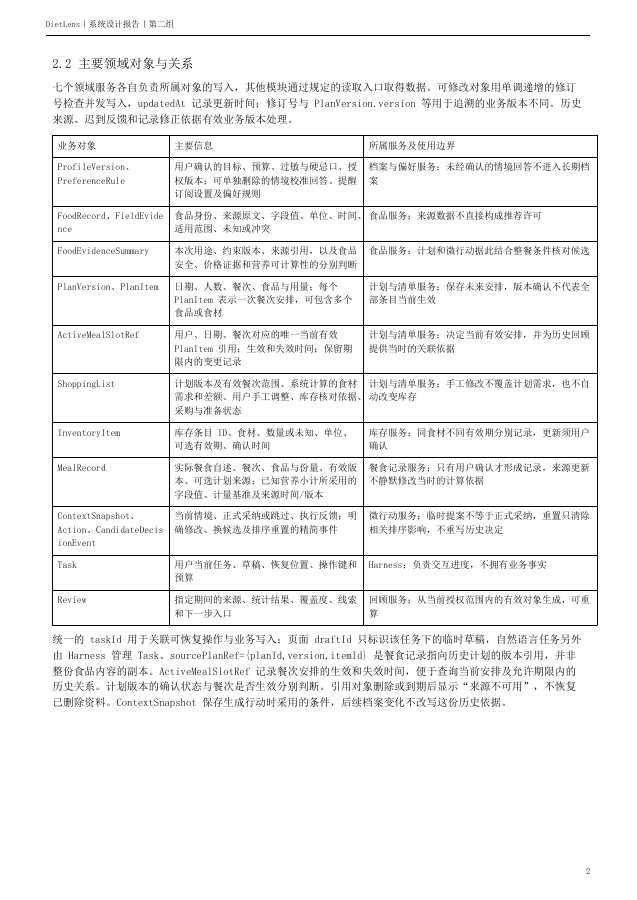 DietLens｜系统设计报告｜第二组
2.2 主要领域对象与关系
七个领域服务各自负责所属对象的写入，其他模块通过规定的读取入口取得数据。可修改对象用单调递增的修订
号检查并发写入，updatedAt 记录更新时间；修订号与 PlanVersion.version 等用于追溯的业务版本不同。历史
来源、迟到反馈和记录修正依据有效业务版本处理。
业务对象
主要信息
所属服务及使用边界
ProfileVersion、
PreferenceRule
用户确认的目标、预算、过敏与硬忌口、授
权版本；可单独删除的情境校准回答、提醒
订阅设置及偏好规则
档案与偏好服务；未经确认的情境回答不进入长期档
案
FoodRecord、FieldEvide
nce
食品身份、来源原文、字段值、单位、时间、
适用范围、未知或冲突
食品服务；来源数据不直接构成推荐许可
FoodEvidenceSummary
本次用途、约束版本、来源引用，以及食品
安全、价格证据和营养可计算性的分别判断
食品服务；计划和微行动据此结合整餐条件核对候选
PlanVersion、PlanItem
日期、人数、餐次、食品与用量；每个
PlanItem 表示一次餐次安排，可包含多个
食品或食材
计划与清单服务；保存未来安排，版本确认不代表全
部条目当前生效
ActiveMealSlotRef
用户、日期、餐次对应的唯一当前有效
PlanItem 引用；生效和失效时间；保留期
限内的变更记录
计划与清单服务；决定当前有效安排，并为历史回顾
提供当时的关联依据
ShoppingList
计划版本及有效餐次范围、系统计算的食材
需求和差额、用户手工调整、库存核对依据、
采购与准备状态
计划与清单服务；手工修改不覆盖计划需求，也不自
动改变库存
InventoryItem
库存条目 ID、食材、数量或未知、单位、
可选有效期、确认时间
库存服务；同食材不同有效期分别记录，更新须用户
确认
MealRecord
实际餐食自述、餐次、食品与份量、有效版
本、可选计划来源；已知营养小计所采用的
字段值、计量基准及来源时间/版本
餐食记录服务；只有用户确认才形成记录，来源更新
不静默修改当时的计算依据
ContextSnapshot、
Action、CandidateDecis
ionEvent
当前情境、正式采纳或跳过、执行反馈；明
确修改、换候选及排序重置的精简事件
微行动服务；临时提案不等于正式采纳，重置只清除
相关排序影响，不重写历史决定
Task
用户当前任务、草稿、恢复位置、操作键和
预算
Harness；负责交互进度，不拥有业务事实
Review
指定期间的来源、统计结果、覆盖度、线索
和下一步入口
回顾服务；从当前授权范围内的有效对象生成，可重
算
统一的 taskId 用于关联可恢复操作与业务写入；页面 draftId 只标识该任务下的临时草稿，自然语言任务另外
由 Harness 管理 Task。sourcePlanRef={planId,version,itemId} 是餐食记录指向历史计划的版本引用，并非
整份食品内容的副本。ActiveMealSlotRef 记录餐次安排的生效和失效时间，便于查询当前安排及允许期限内的
历史关系。计划版本的确认状态与餐次是否生效分别判断。引用对象删除或到期后显示“来源不可用”，不恢复
已删除资料。ContextSnapshot 保存生成行动时采用的条件，后续档案变化不改写这份历史依据。
2